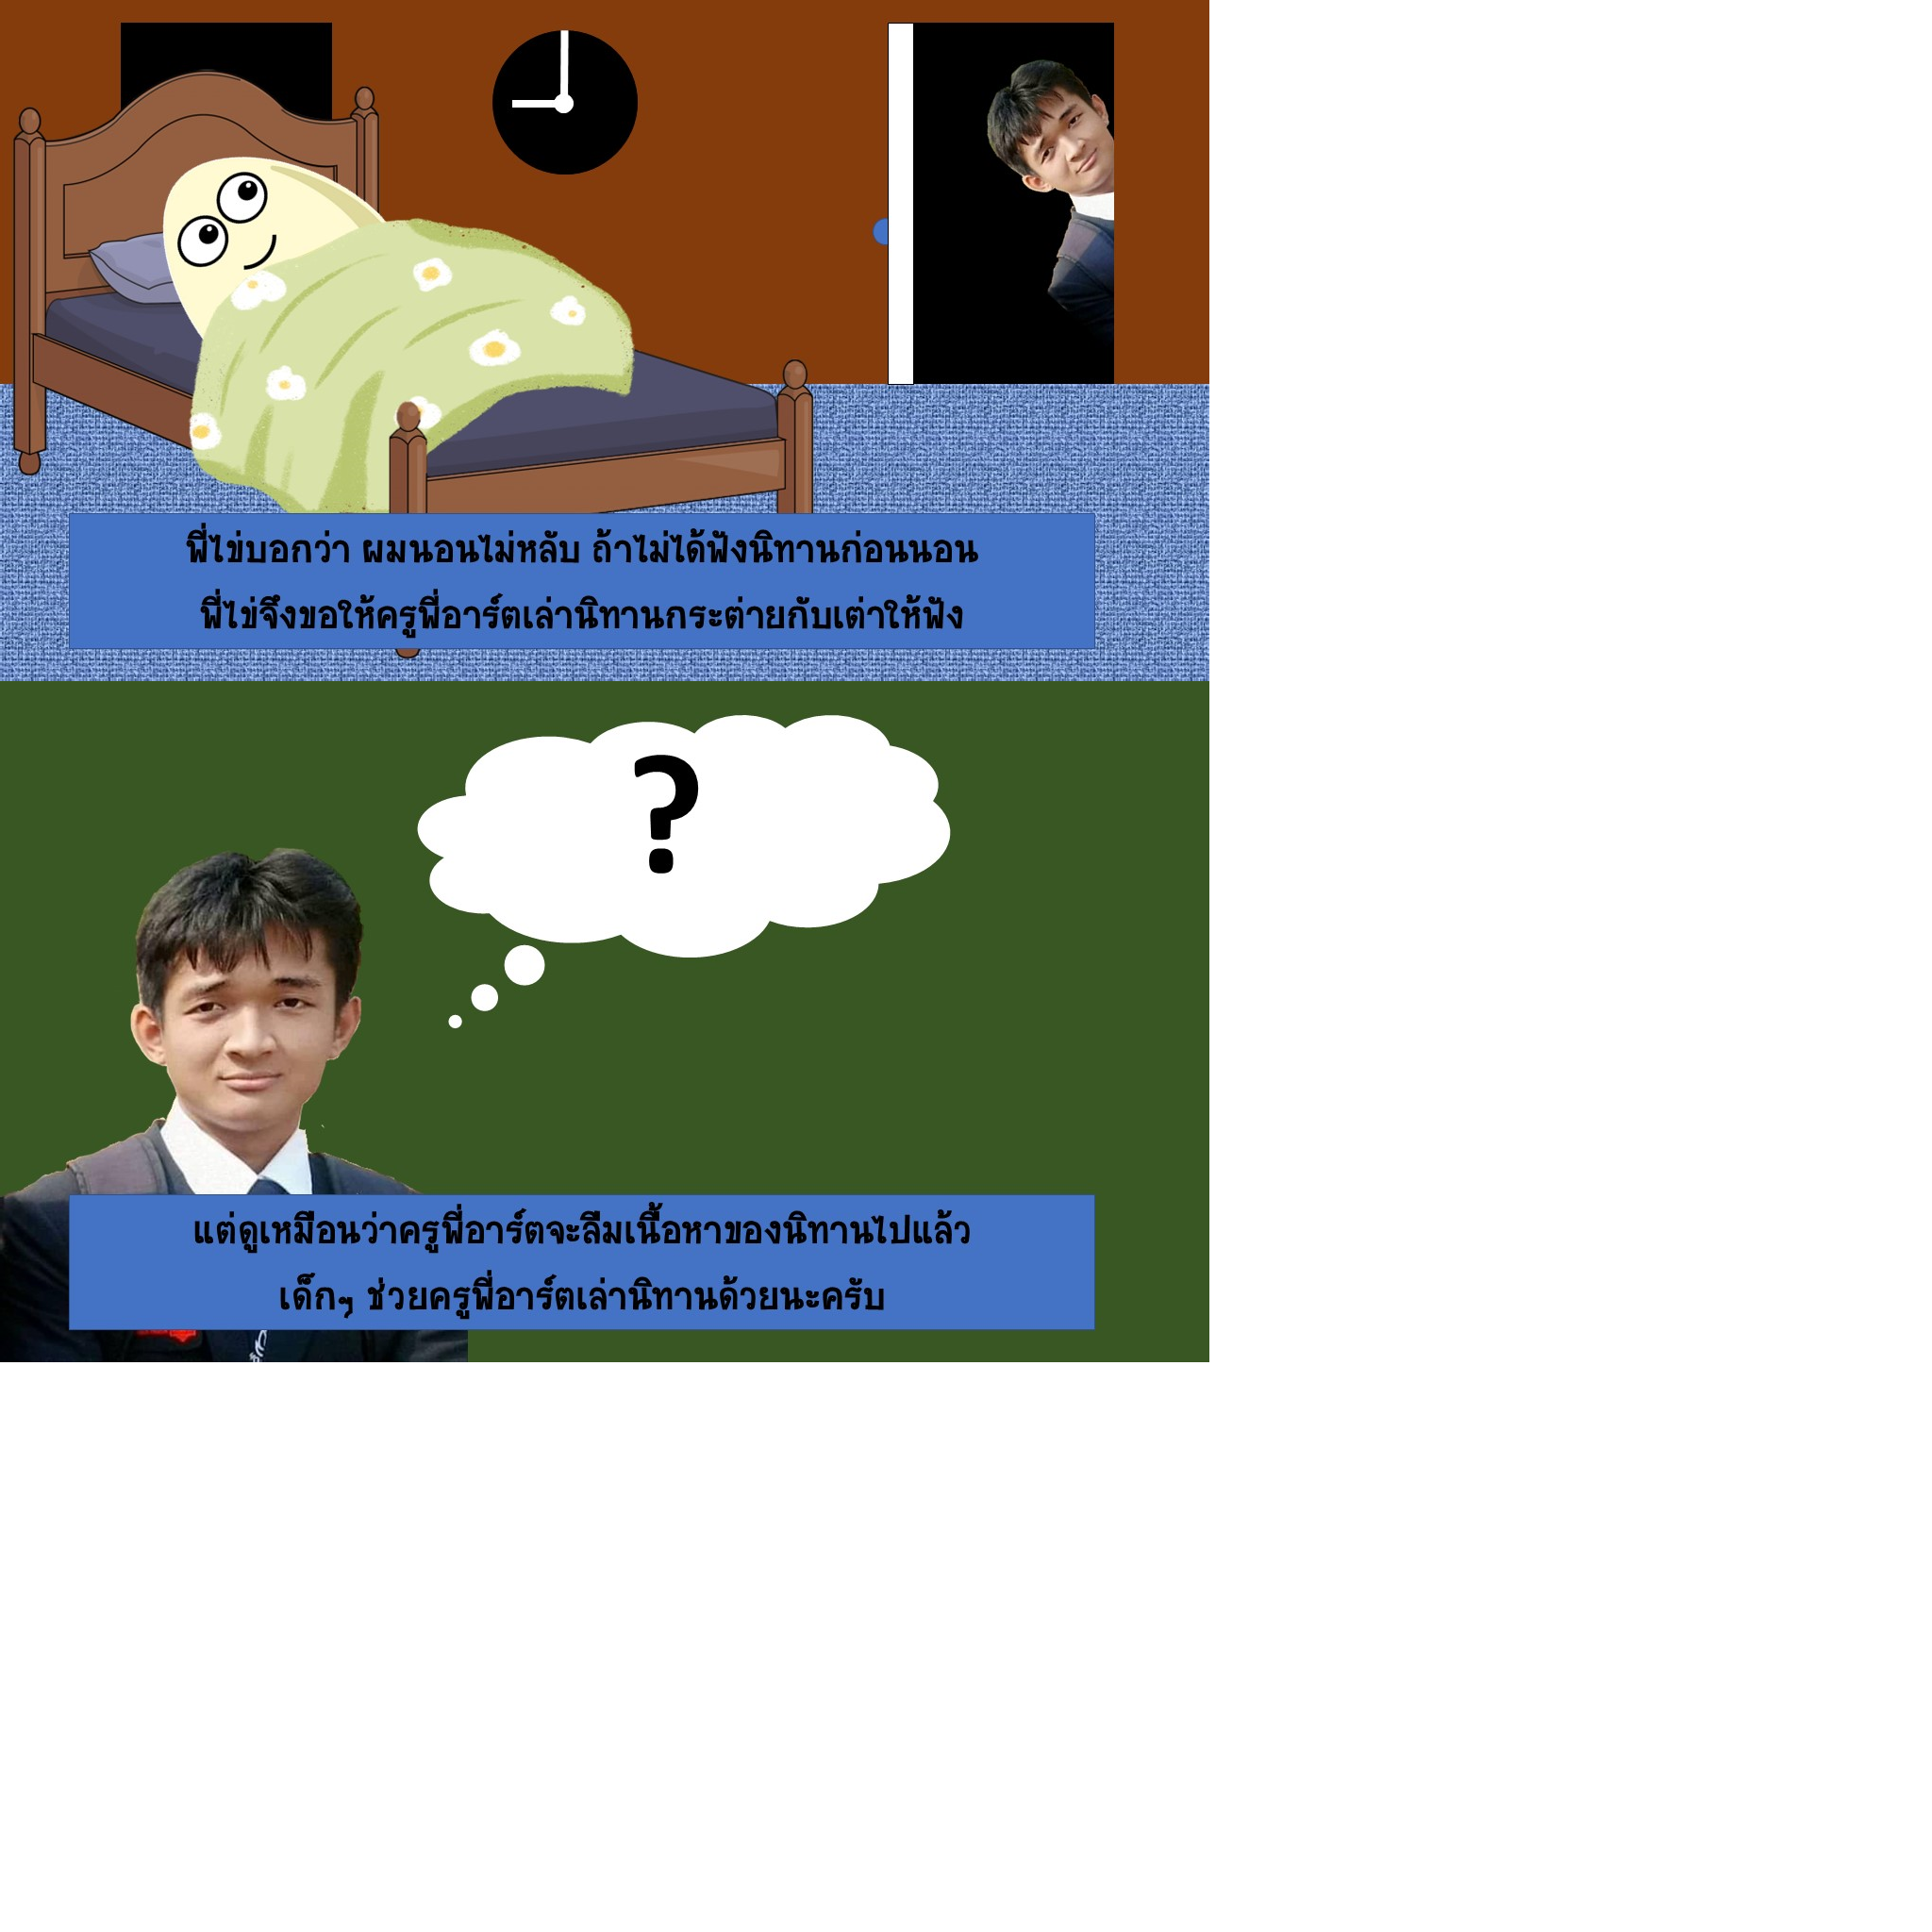 พี่ไข่บอกว่า ผมนอนไม่หลับ ถ้าไม่ได้ฟังนิทานก่อนนอน
พี่ไข่จึงขอให้ครูพี่อาร์ตเล่านิทานกระต่ายกับเต่าให้ฟัง
?
แต่ดูเหมือนว่าครูพี่อาร์ตจะลืมเนื้อหาของนิทานไปแล้ว
เด็กๆ ช่วยครูพี่อาร์ตเล่านิทานด้วยนะครับ